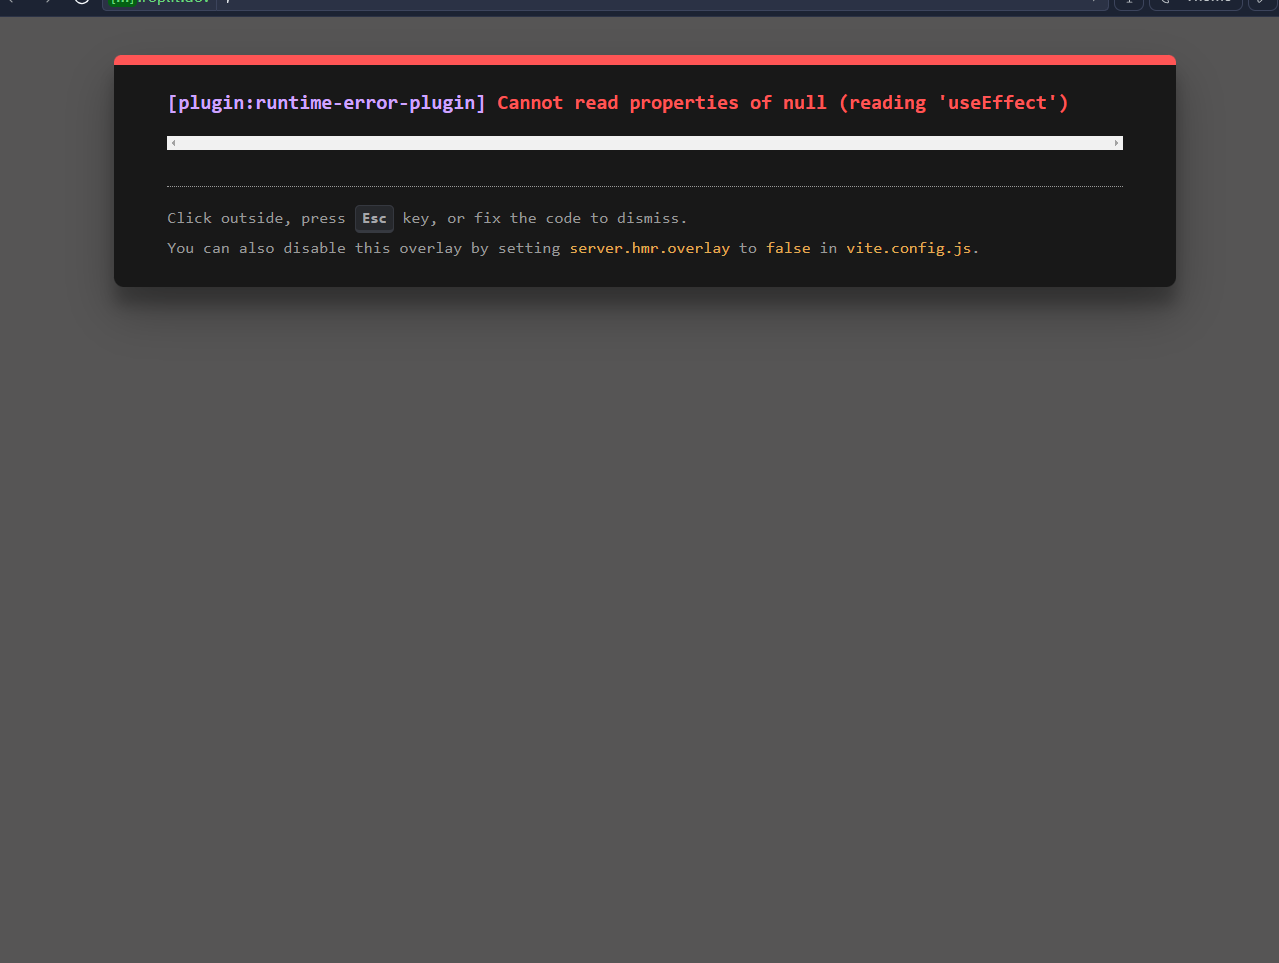 [plugin:runtime-error-plugin] Cannot read properties of null (reading 'useEffect')
Click outside, press Esc key, or fix the code to dismiss.
You can also disable this overlay by setting server.hmr.overlay to false in vite.config.js.